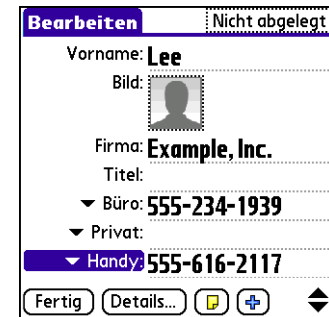 Bearbeiten Nicht abgelegt
Vorname: Lee
Bild:
Firma: Example, Inc.
Titel:
Büro: 555-234-1939
Privat:
Handy: 555-616-2117
Fertig Details...